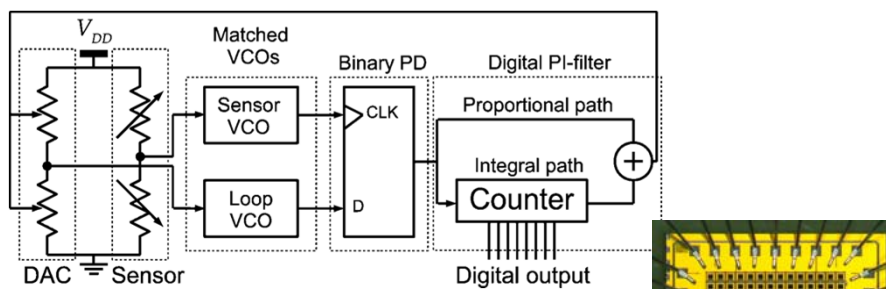 V_DD
Matched
VCOs
Binary PD
Digital PI-filter
Sensor
VCO
CLK
Proportional path
Integral path
Counter
Loop
VCO
D
DAC
Sensor
Digital output